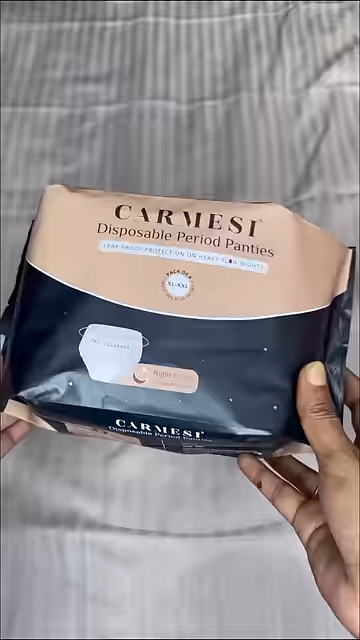 CARMESI
Disposable Period Panties
LEAK-PROOF PROTECTION ON HEAVY FLOW NIGHTS
PACK OF
XL-XXL
Night
CARMESI
Disposable Period Panties